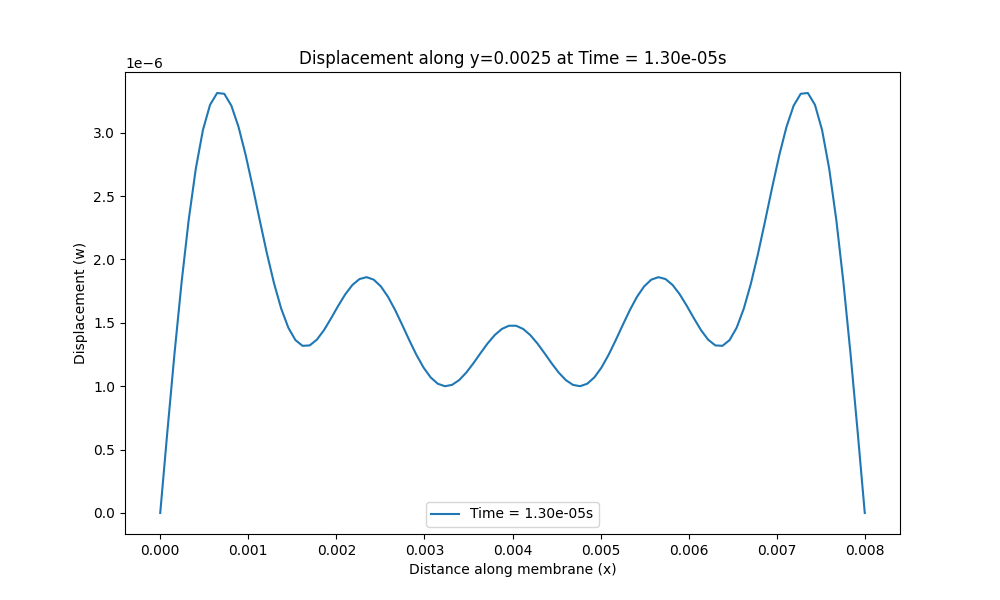 Displacement along y=0.0025 at Time = 1.30e-05s
1e−6
3.0
2.5
2.0
1.5
1.0
0.5
0.0
Displacement (w)
Time = 1.30e-05s
0.000 0.001 0.002 0.003 0.004 0.005 0.006 0.007 0.008
Distance along membrane (x)